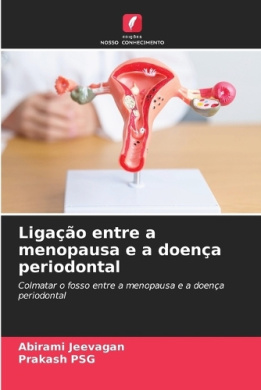 edições
NOSSO CONHECIMENTO
Ligação entre a
menopausa e a doença
periodontal
Colmatar o fosso entre a menopausa e a doença
periodontal
Abirami Jeevagan
Prakash PSG